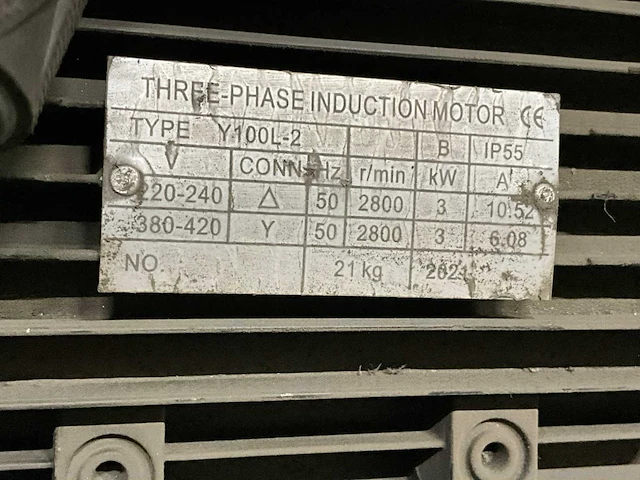 THREE-PHASE INDUCTION MOTOR CE
TYPE Y100L-2 B IP55
V CONN Hz r/min kW A
220-240 △ 50 2800 3 10.52
380-420 Y 50 2800 3 6.08
NO. 21 kg 2021